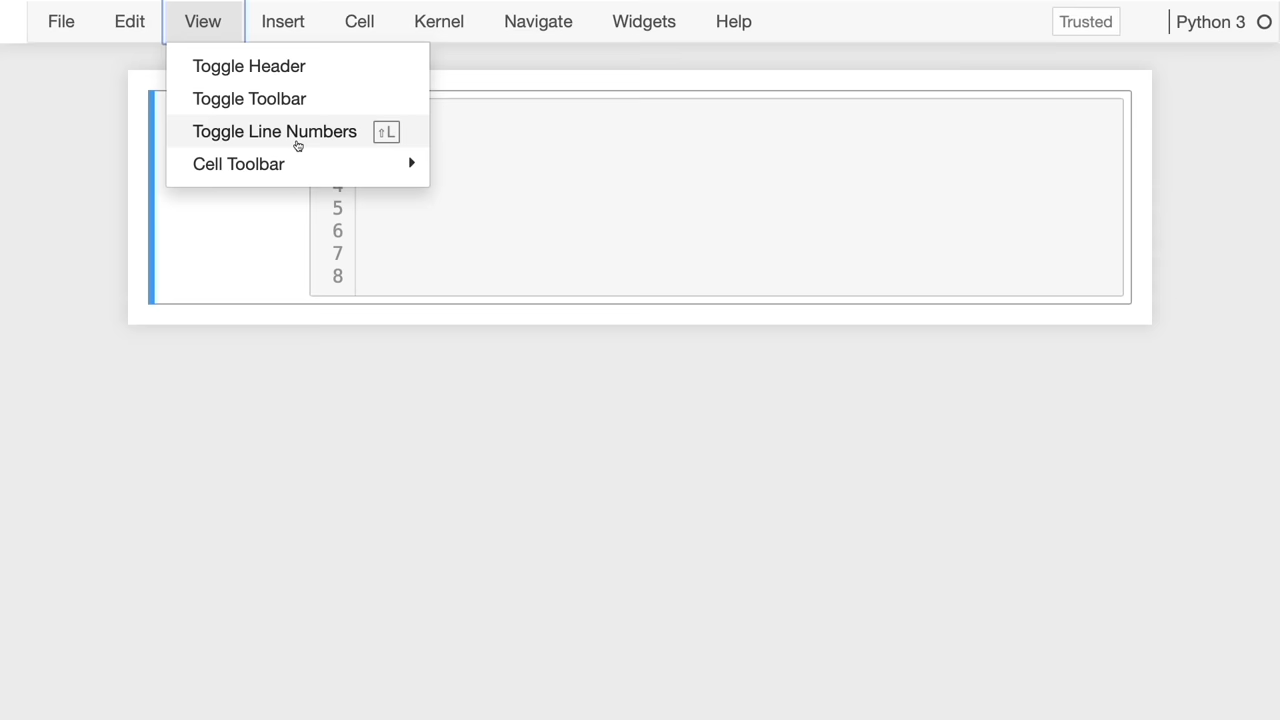 File Edit View Insert Cell Kernel Navigate Widgets Help Trusted Python 3
Toggle Header
Toggle Toolbar
Toggle Line Numbers ⇧L
Cell Toolbar
5
6
7
8